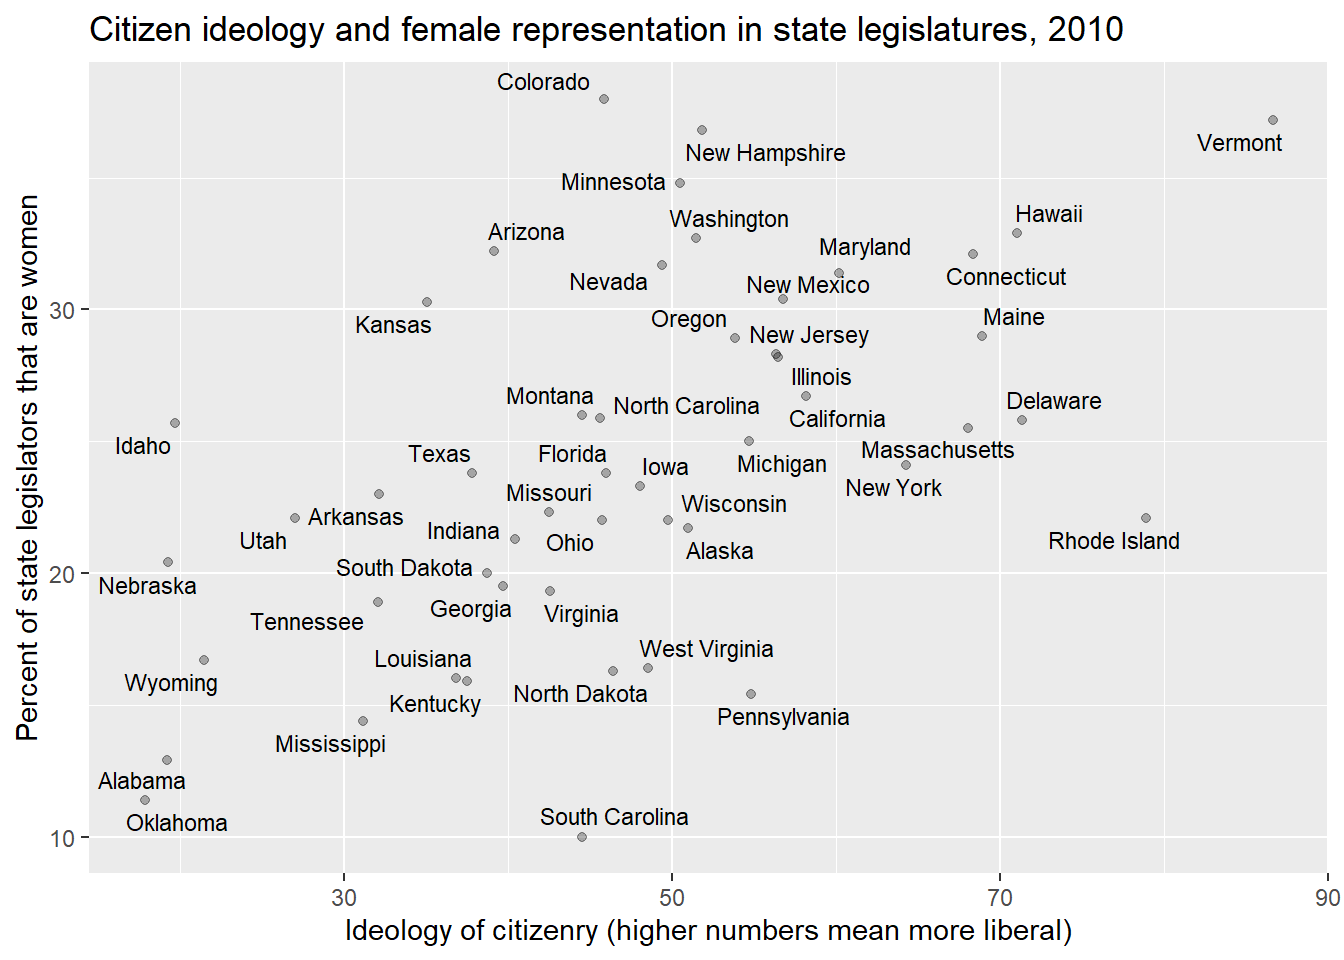 Citizen ideology and female representation in state legislatures, 2010
Colorado
Vermont
New Hampshire
Minnesota
Hawaii
Washington
Arizona
Maryland
Connecticut
Nevada
New Mexico
30
Maine
Oregon
Kansas
New Jersey
Illinois
Montana
Delaware
North Carolina
California
Idaho
Massachusetts
Texas
Florida
Iowa
Michigan
New York
Missouri
Wisconsin
Arkansas
Indiana
Utah
Ohio
Rhode Island
Alaska
South Dakota
20
Nebraska
Georgia
Virginia
Tennessee
West Virginia
Louisiana
Wyoming
North Dakota
Kentucky
Pennsylvania
Mississippi
Alabama
South Carolina
Oklahoma
10
30
50
70
90
Ideology of citizenry (higher numbers mean more liberal)
Percent of state legislators that are women